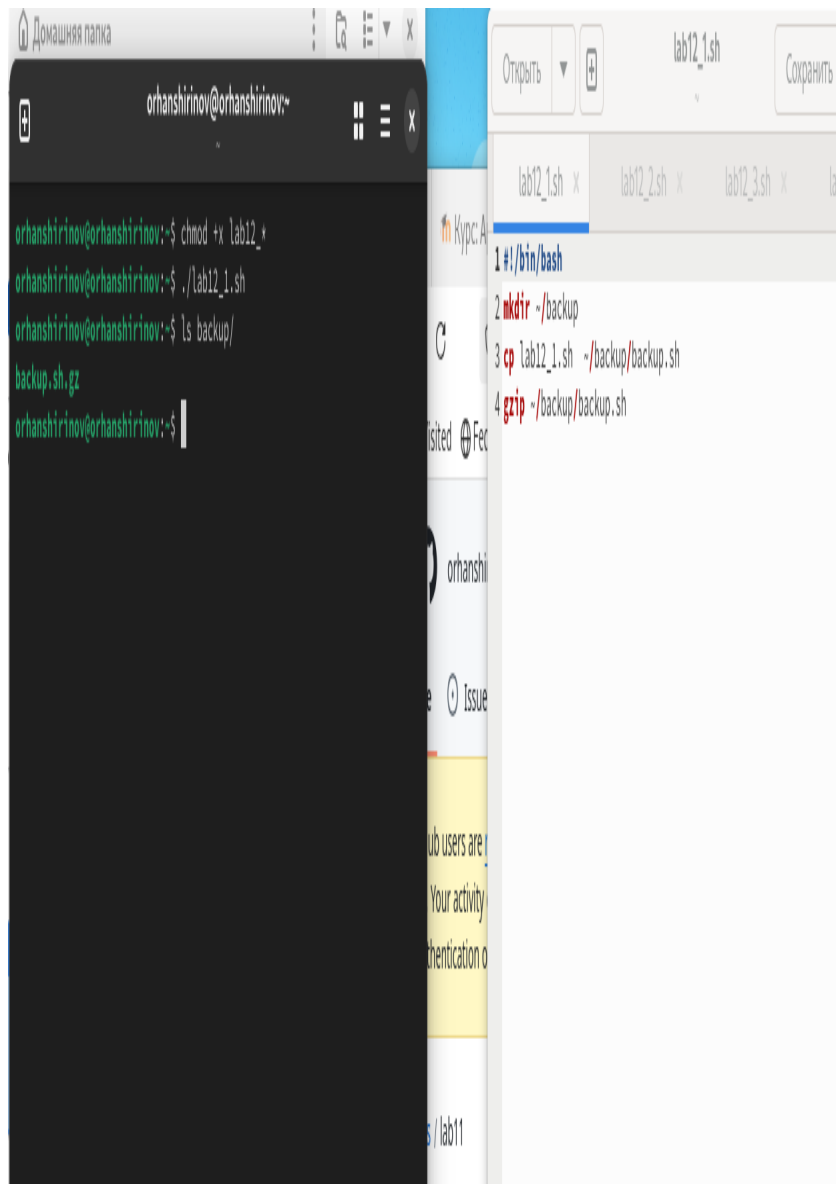 Домашняя папка
orhanshirinov@orhanshirinov:~
~
orhanshirinov@orhanshirinov:~$ chmod +x lab12_*
orhanshirinov@orhanshirinov:~$ ./lab12_1.sh
orhanshirinov@orhanshirinov:~$ ls backup/
backup.sh.gz
orhanshirinov@orhanshirinov:~$
Курс: А
isited Fed
orhanshi
e Issue
ub users are
Your activity
thentication o
s / lab11
Открыть lab12_1.sh Сохранить
~
lab12_1.sh × lab12_2.sh × lab12_3.sh × la
1 #!/bin/bash
2 mkdir ~/backup
3 cp lab12_1.sh ~/backup/backup.sh
4 gzip ~/backup/backup.sh